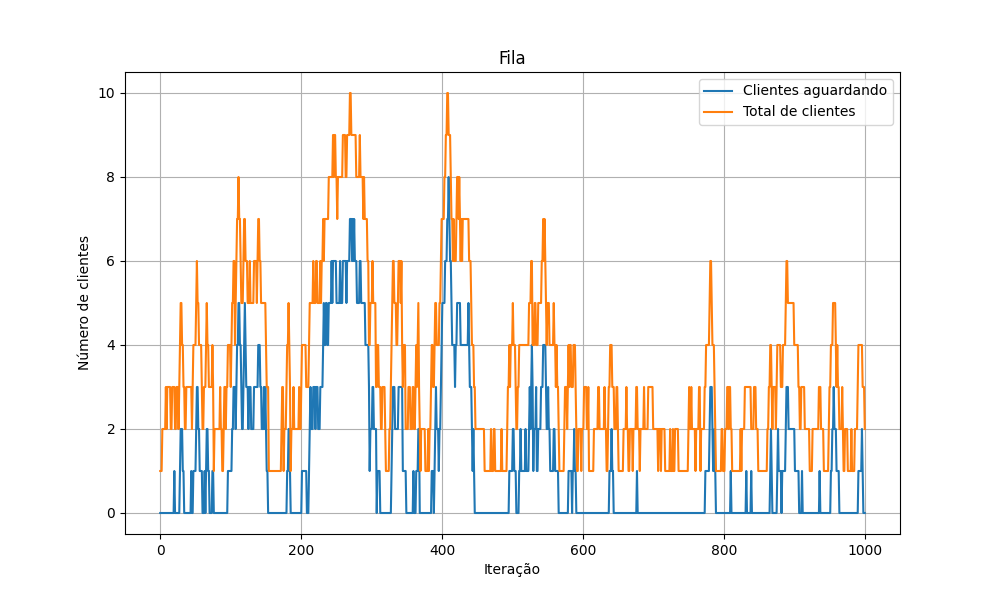 Fila
Clientes aguardando
Total de clientes
Número de clientes
10
8
6
4
2
0
0 200 400 600 800 1000
Iteração